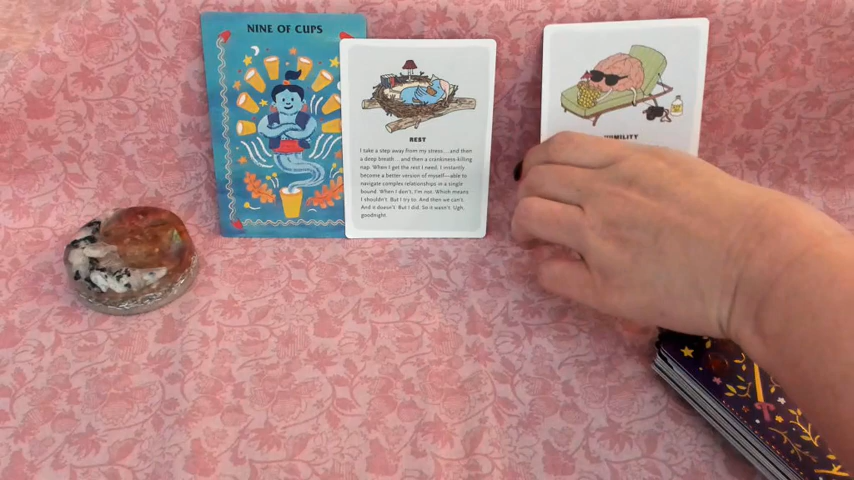 NINE OF CUPS
REST
I take a step away from my stress...and then
a deep breath...and then a crankiness-killing
nap. When I get the rest I need, I instantly
become a better version of myself—able to
navigate complex relationships in a single
bound. When I don't, I'm not. Which means
I shouldn't. But I try to. And then we can't.
And it doesn't. But I did. So it wasn't. Ugh,
goodnight.